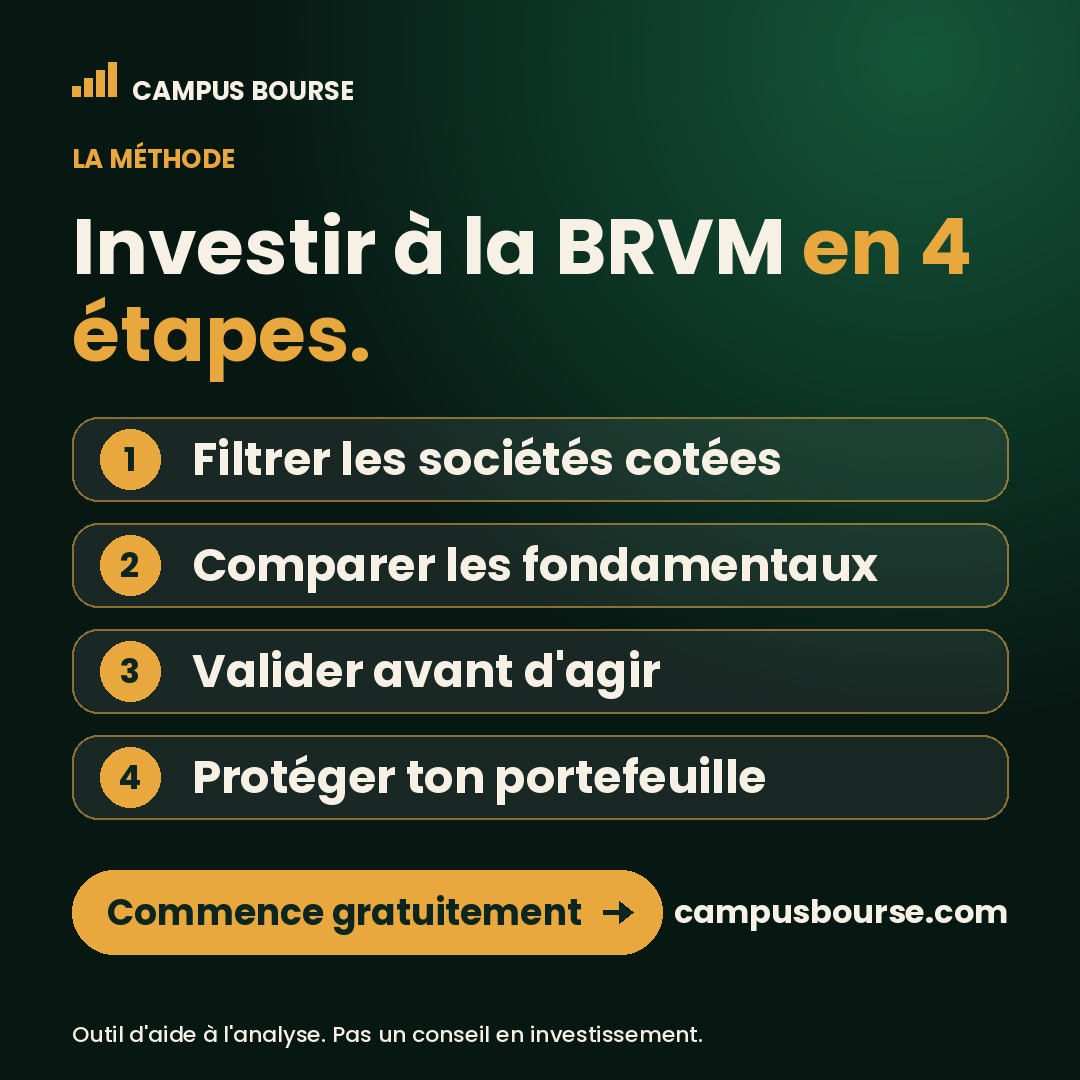 CAMPUS BOURSE
LA MÉTHODE
Investir à la BRVM en 4
étapes.
1 Filtrer les sociétés cotées
2 Comparer les fondamentaux
3 Valider avant d'agir
4 Protéger ton portefeuille
Commence gratuitement → campusbourse.com
Outil d'aide à l'analyse. Pas un conseil en investissement.